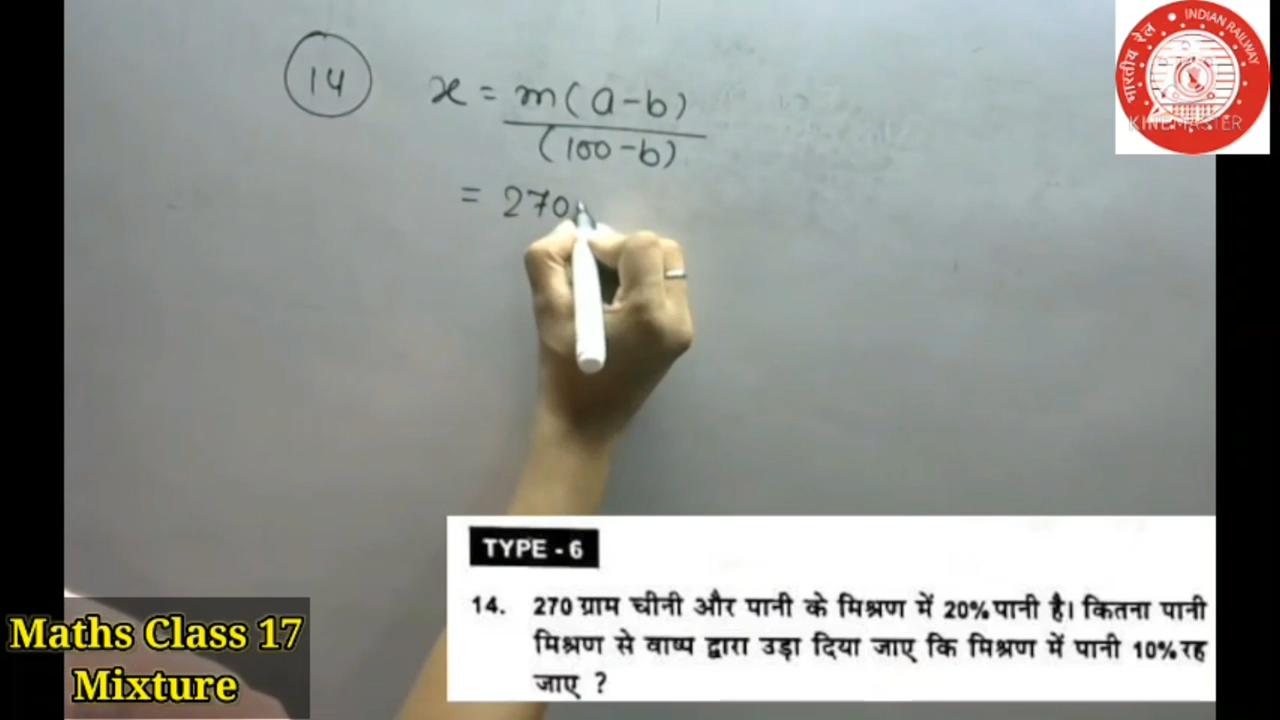 14
x = m(a-b)
(100-b)
= 270
भारतीय रेल INDIAN RAILWAY
KINEMASTER
TYPE - 6
14. 270 ग्राम चीनी और पानी के मिश्रण में 20% पानी है। कितना पानी
मिश्रण से वाष्प द्वारा उड़ा दिया जाए कि मिश्रण में पानी 10% रह
जाए ?
Maths Class 17
Mixture